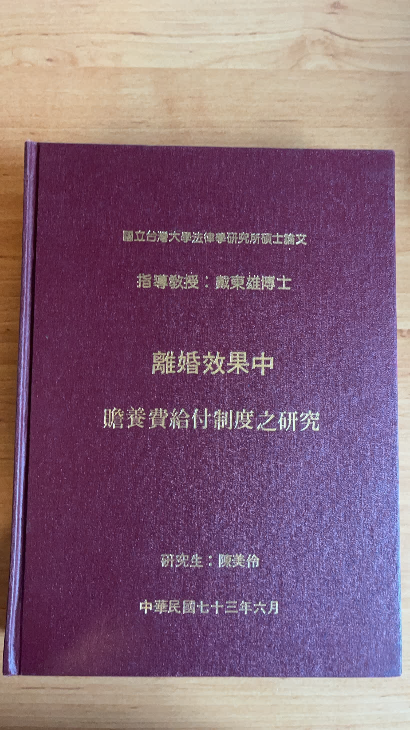 國立台灣大學法律學研究所碩士論文
指導教授：戴東雄博士
離婚效果中
贍養費給付制度之研究
研究生：陳美伶
中華民國七十三年六月